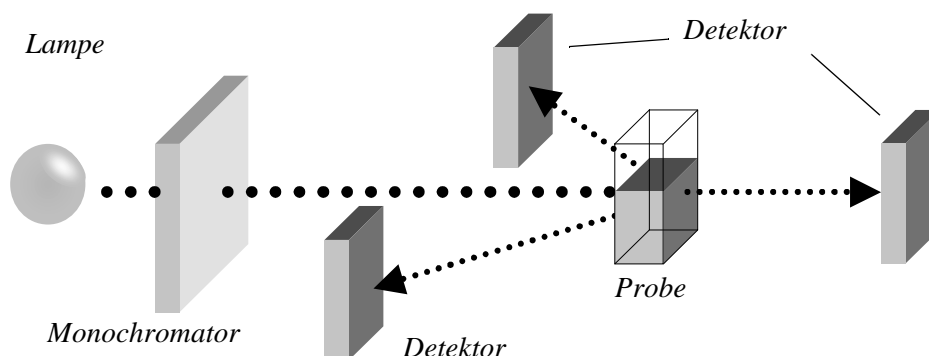 Lampe
Detektor
Probe
Monochromator
Detektor